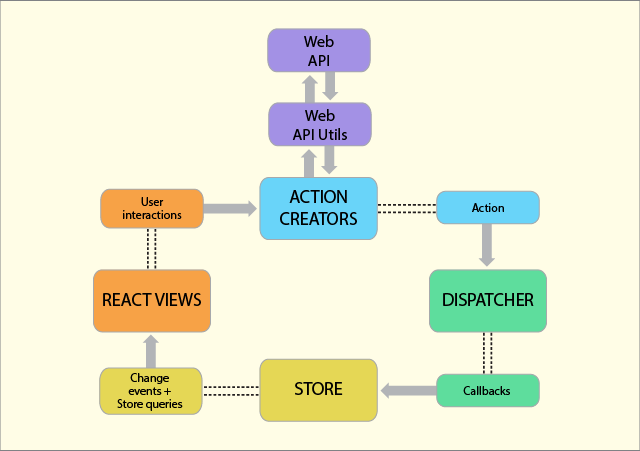 Web
API
Web
API Utils
User
interactions
ACTION
CREATORS
Action
REACT VIEWS
DISPATCHER
Change
events +
Store queries
STORE
Callbacks